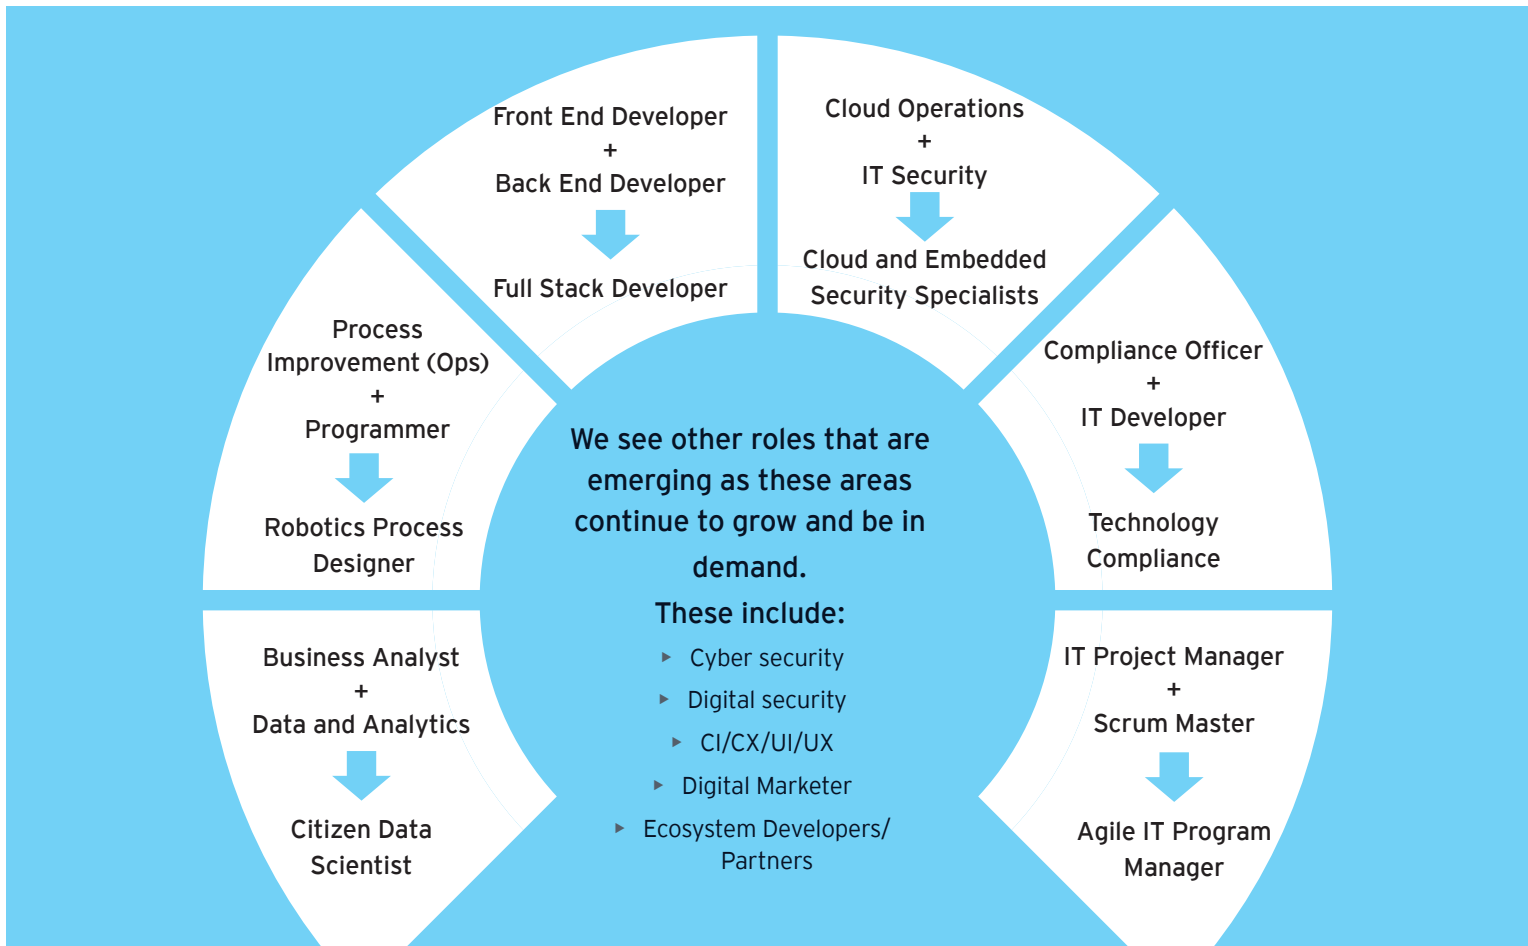 Front End Developer
+
Back End Developer
Full Stack Developer
Cloud Operations
+
IT Security
Cloud and Embedded
Security Specialists
Process
Improvement (Ops)
+
Programmer
Robotics Process
Designer
Compliance Officer
+
IT Developer
Technology
Compliance
Business Analyst
+
Data and Analytics
Citizen Data
Scientist
We see other roles that are
emerging as these areas
continue to grow and be in
demand.
These include:
▸ Cyber security
▸ Digital security
▸ CI/CX/UI/UX
▸ Digital Marketer
▸ Ecosystem Developers/
Partners
IT Project Manager
+
Scrum Master
Agile IT Program
Manager